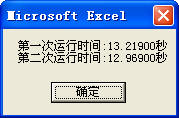 Microsoft Excel
第一次运行时间:13.21900秒
第二次运行时间:12.96900秒
确定